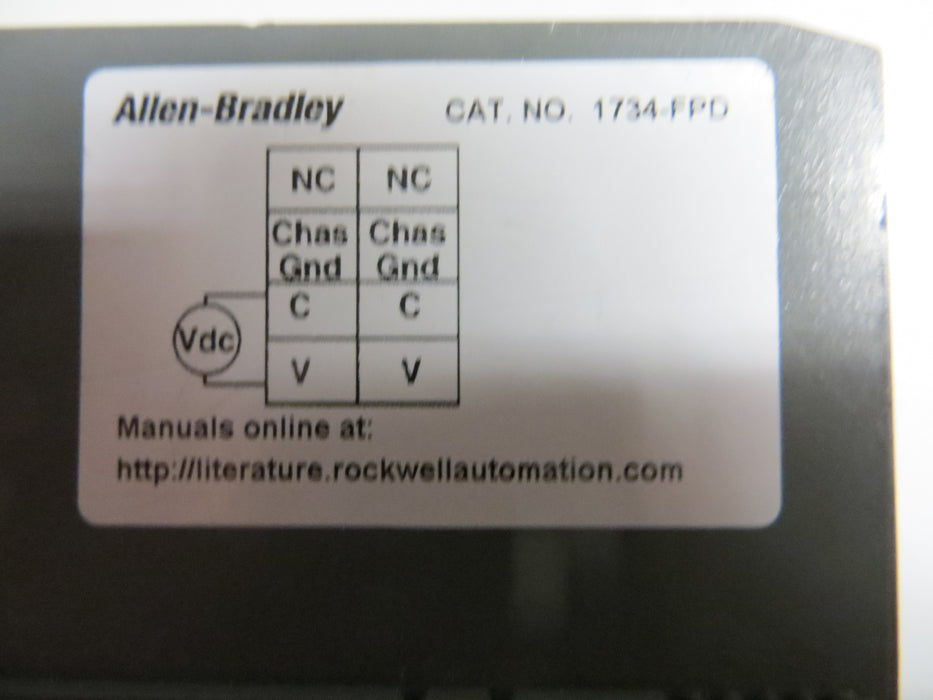 Allen-Bradley CAT. NO. 1734-FPD
NC NC
Chas Chas
Gnd Gnd
C C
Vdc
V V
Manuals online at:
http://literature.rockwellautomation.com